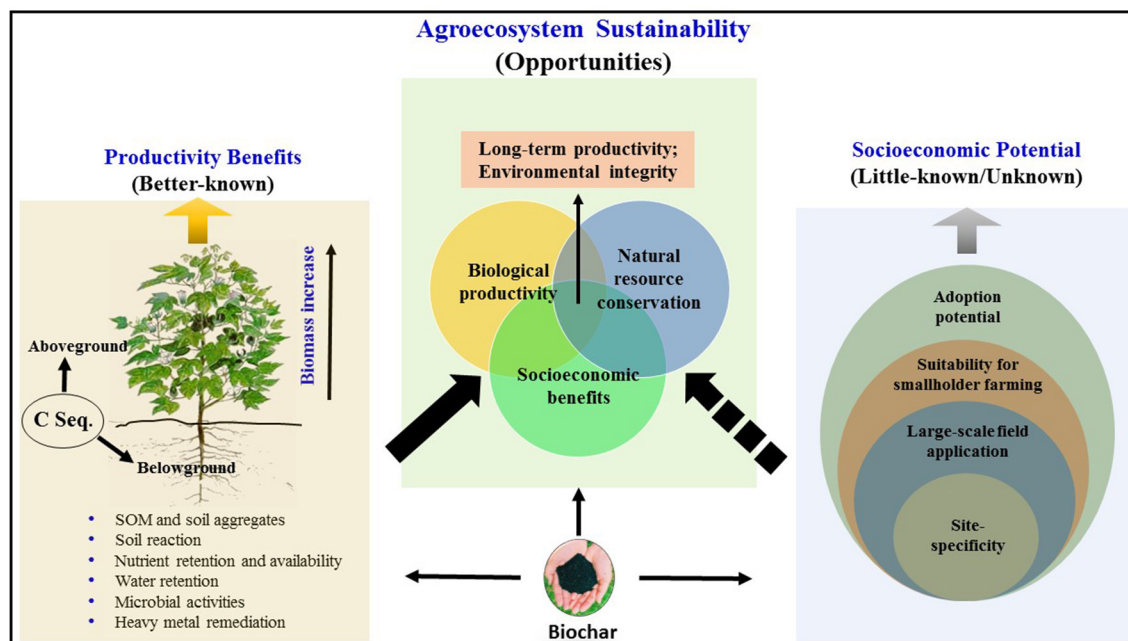 Agroecosystem Sustainability
(Opportunities)
Productivity Benefits
(Better-known)
Biomass increase
Aboveground
C Seq.
Belowground
• SOM and soil aggregates
• Soil reaction
• Nutrient retention and availability
• Water retention
• Microbial activities
• Heavy metal remediation
Long-term productivity;
Environmental integrity
Biological
productivity
Natural
resource
conservation
Socioeconomic
benefits
Biochar
Socioeconomic Potential
(Little-known/Unknown)
Adoption
potential
Suitability for
smallholder farming
Large-scale field
application
Site-
specificity